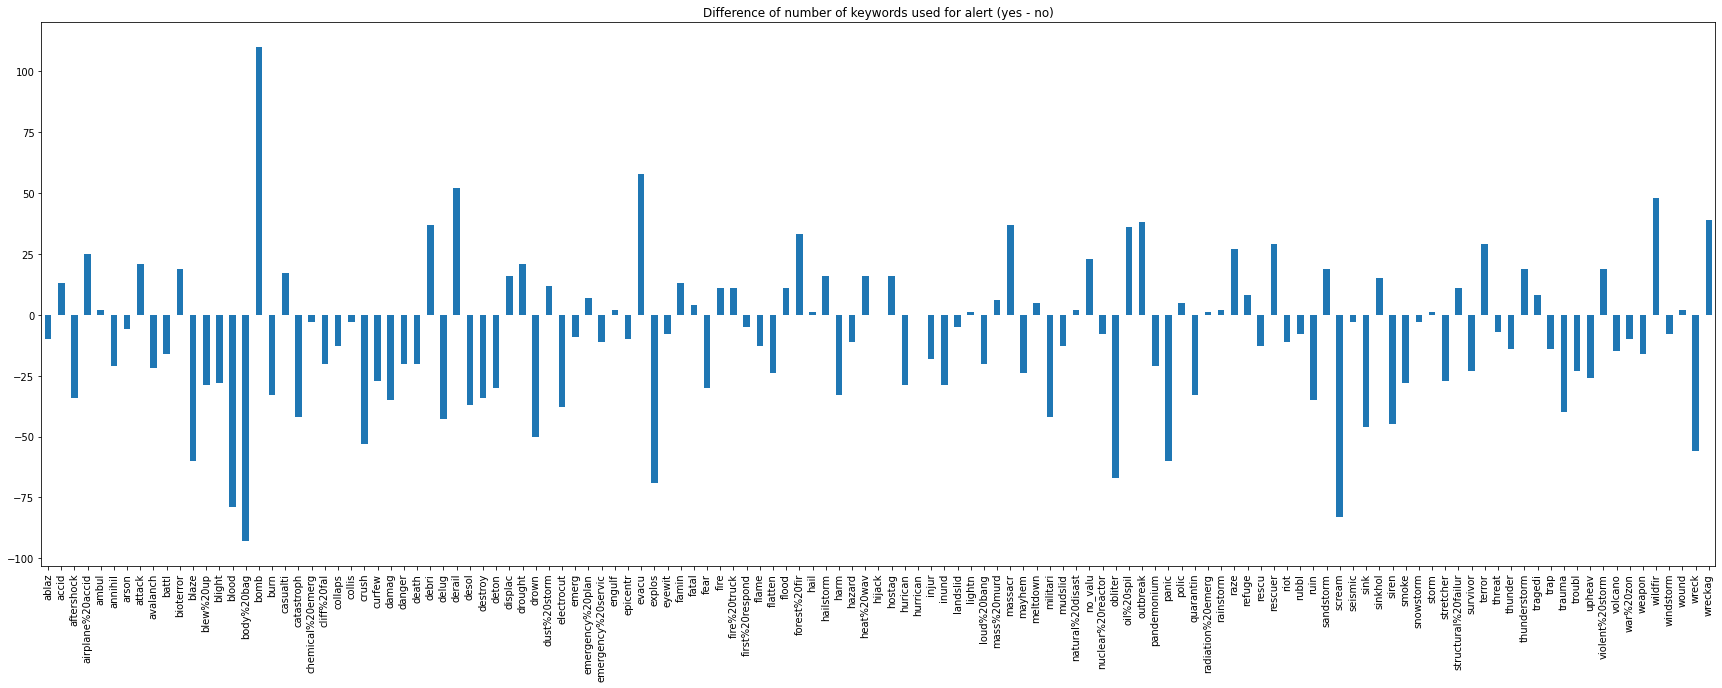 Difference of number of keywords used for alert (yes - no)
100
75
50
25
0
−25
−50
−75
−100
ablaz
accid
aftershock
airplane%20accid
ambul
annihil
arson
attack
avalanch
battl
bioterror
blaze
blew%20up
blight
blood
body%20bag
bomb
burn
casualti
catastroph
chemical%20emerg
cliff%20fal
collaps
collis
crush
curfew
damag
danger
death
debri
delug
derail
desol
destroy
deton
displac
drought
drown
dust%20storm
electrocut
emerg
emergency%20plan
emergency%20servic
engulf
epicentr
evacu
explos
eyewit
famin
fatal
fear
fire
fire%20truck
first%20respond
flame
flatten
flood
forest%20fir
hail
hailstorm
harm
hazard
heat%20wav
hijack
hostag
hurican
hurrican
injur
inund
landslid
lightn
loud%20bang
mass%20murd
massacr
mayhem
meltdown
militari
mudslid
natural%20disast
no_valu
nuclear%20reactor
obliter
oil%20spil
outbreak
pandemonium
panic
polic
quarantin
radiation%20emerg
rainstorm
raze
refuge
rescu
rescuer
riot
rubbl
ruin
sandstorm
scream
seismic
sink
sinkhol
siren
smoke
snowstorm
storm
stretcher
structural%20failur
survivor
terror
threat
thunder
thunderstorm
tragedi
trap
trauma
troubl
upheav
violent%20storm
volcano
war%20zon
weapon
wildfir
windstorm
wound
wreck
wreckag